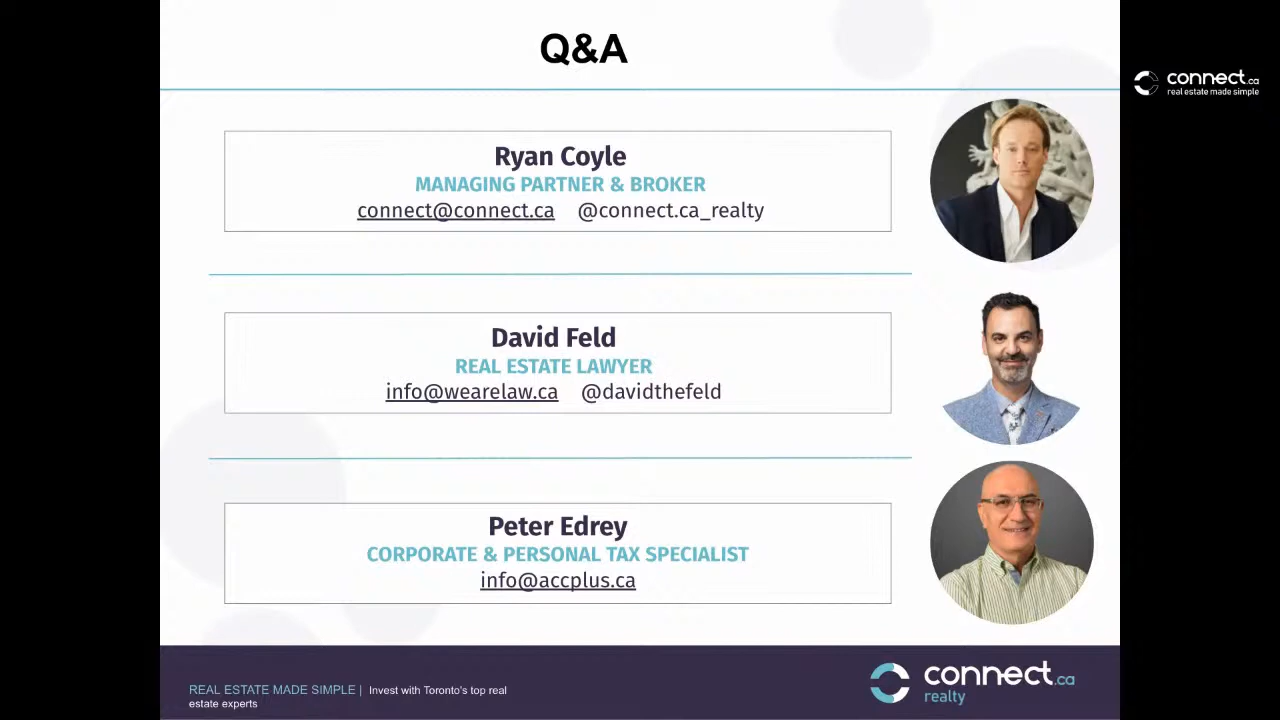 Q&A
connect.ca
real estate made simple
Ryan Coyle
MANAGING PARTNER & BROKER
connect@connect.ca @connect.ca_realty
David Feld
REAL ESTATE LAWYER
info@wearelaw.ca @davidthefeld
Peter Edrey
CORPORATE & PERSONAL TAX SPECIALIST
info@accplus.ca
REAL ESTATE MADE SIMPLE | Invest with Toronto's top real
estate experts
connect.ca
realty